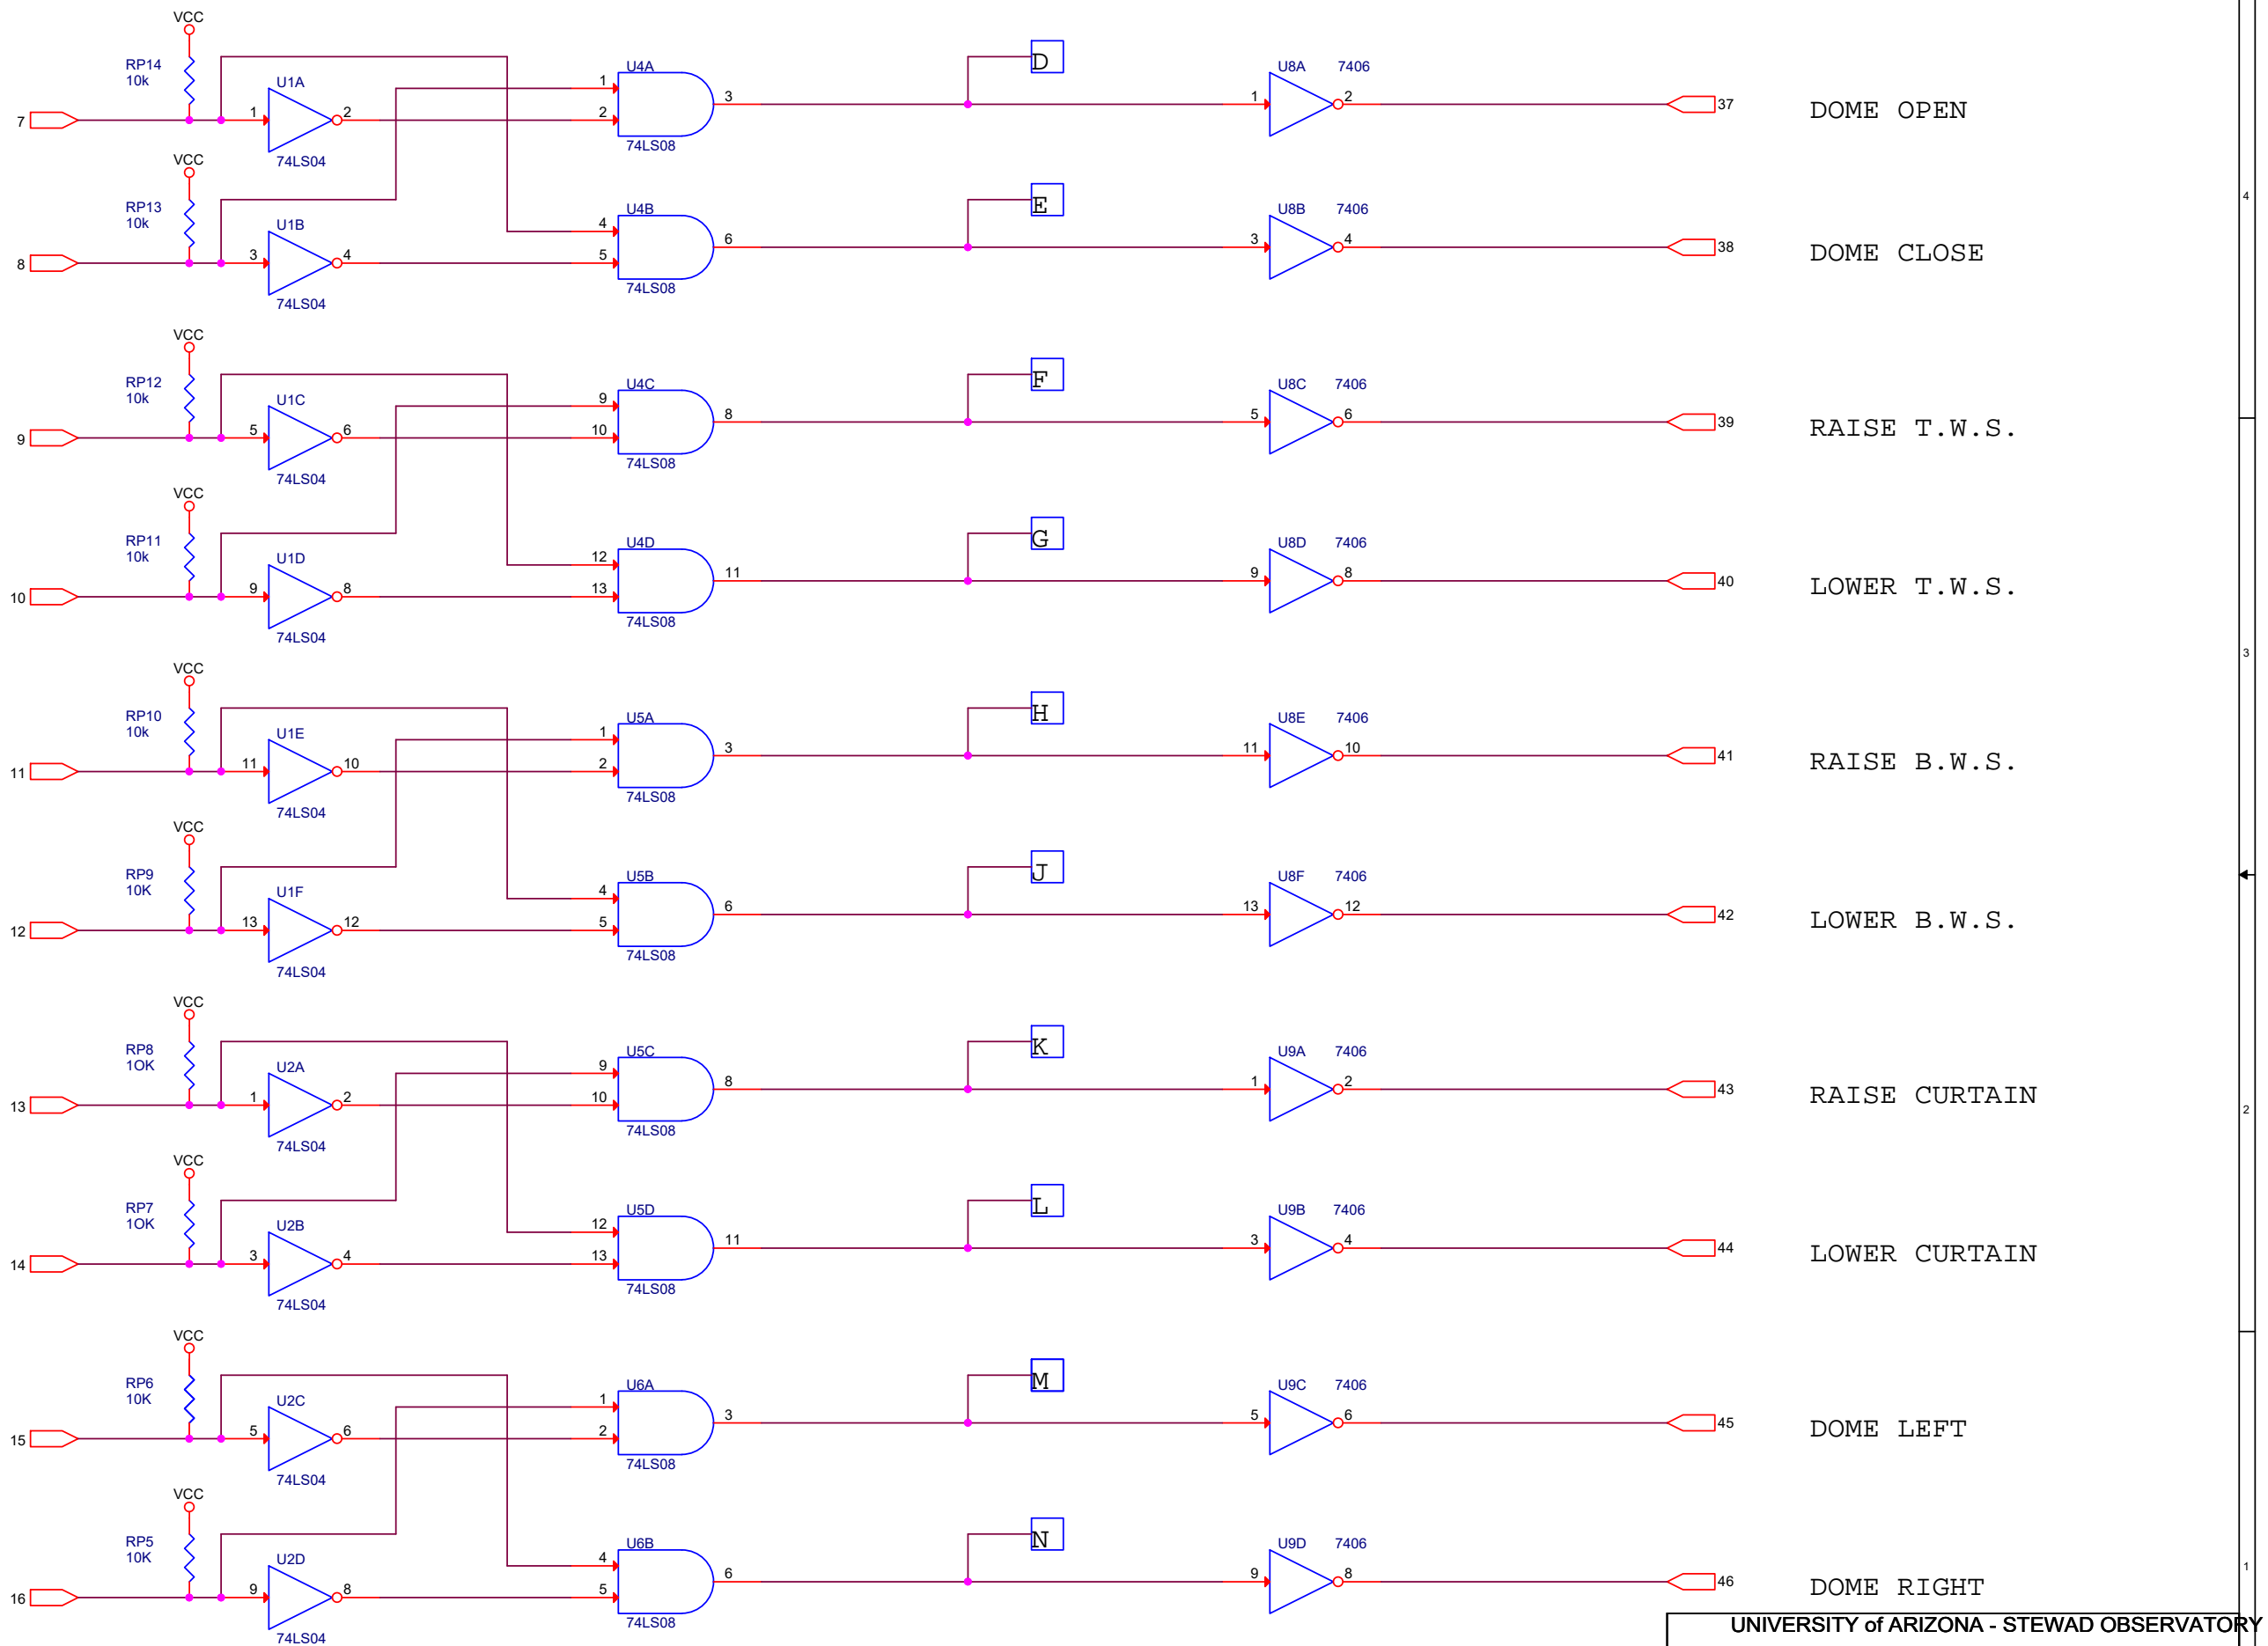 VCC
RP14
10k
7
1
U1A
2
74LS04
1
2
U4A
3
74LS08
D
1
U8A 7406
2
37
DOME OPEN
VCC
RP13
10k
8
3
U1B
4
74LS04
4
5
U4B
6
74LS08
E
3
U8B 7406
4
38
DOME CLOSE
4
VCC
RP12
10k
9
5
U1C
6
74LS04
9
10
U4C
8
74LS08
F
5
U8C 7406
6
39
RAISE T.W.S.
VCC
RP11
10k
10
9
U1D
8
74LS04
12
13
U4D
11
74LS08
G
9
U8D 7406
8
40
LOWER T.W.S.
3
VCC
RP10
10k
11
11
U1E
10
74LS04
1
2
U5A
3
74LS08
H
11
U8E 7406
10
41
RAISE B.W.S.
VCC
RP9
10K
12
13
U1F
12
74LS04
4
5
U5B
6
74LS08
J
13
U8F 7406
12
42
LOWER B.W.S.
VCC
RP8
1OK
13
1
U2A
2
74LS04
9
10
U5C
8
74LS08
K
1
U9A 7406
2
43
RAISE CURTAIN
2
VCC
RP7
1OK
14
3
U2B
4
74LS04
12
13
U5D
11
74LS08
L
3
U9B 7406
4
44
LOWER CURTAIN
VCC
RP6
10K
15
5
U2C
6
74LS04
1
2
U6A
3
74LS08
M
5
U9C 7406
6
45
DOME LEFT
VCC
RP5
10K
16
9
U2D
8
74LS04
4
5
U6B
6
74LS08
N
9
U9D 7406
8
46
DOME RIGHT
1
UNIVERSITY of ARIZONA - STEWAD OBSERVATORY